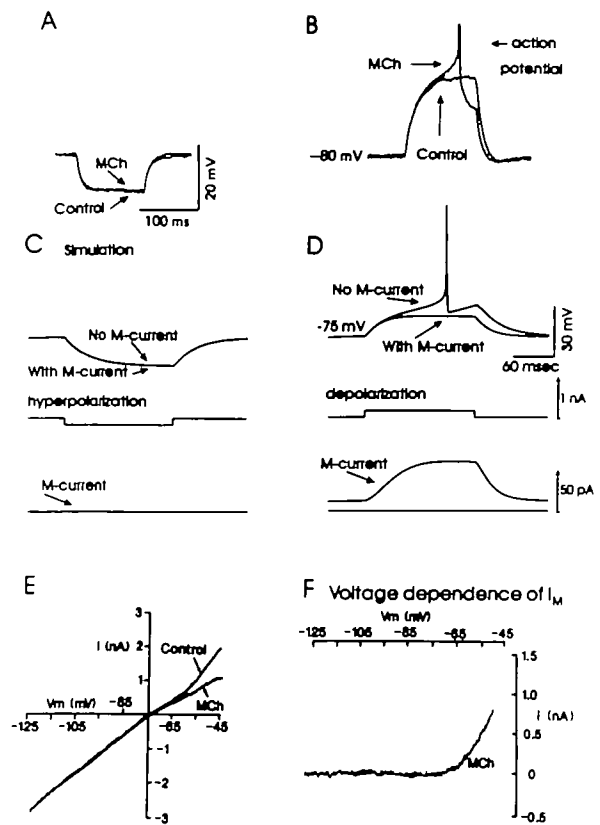 A
MCh
Control
20 mV
100 ms
B
MCh
action
potential
−80 mV
Control
C Simulation
No M-current
With M-current
hyperpolarization
M-current
D
No M-current
-75 mV
With M-current
30 mV
60 msec
depolarization
1 nA
M-current
50 pA
E
I (nA)
3
2
1
-1
-2
-3
Control
MCh
Vm (mV)
-125 -105 -85 -65 -45
F Voltage dependence of I_M
Vm (mV)
-125 -105 -85 -65 -45
1.5
1.0
I (nA)
0.5
0
-0.5
MCh